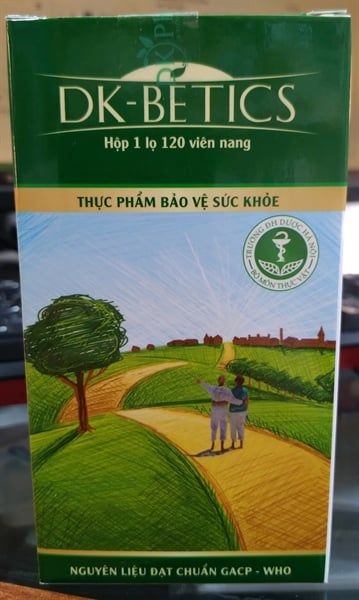 DK-BETICS
Hộp 1 lọ 120 viên nang
THỰC PHẨM BẢO VỆ SỨC KHỎE
TRƯỜNG ĐH DƯỢC HÀ NỘI
BỘ MÔN THỰC VẬT
NGUYÊN LIỆU ĐẠT CHUẨN GACP - WHO